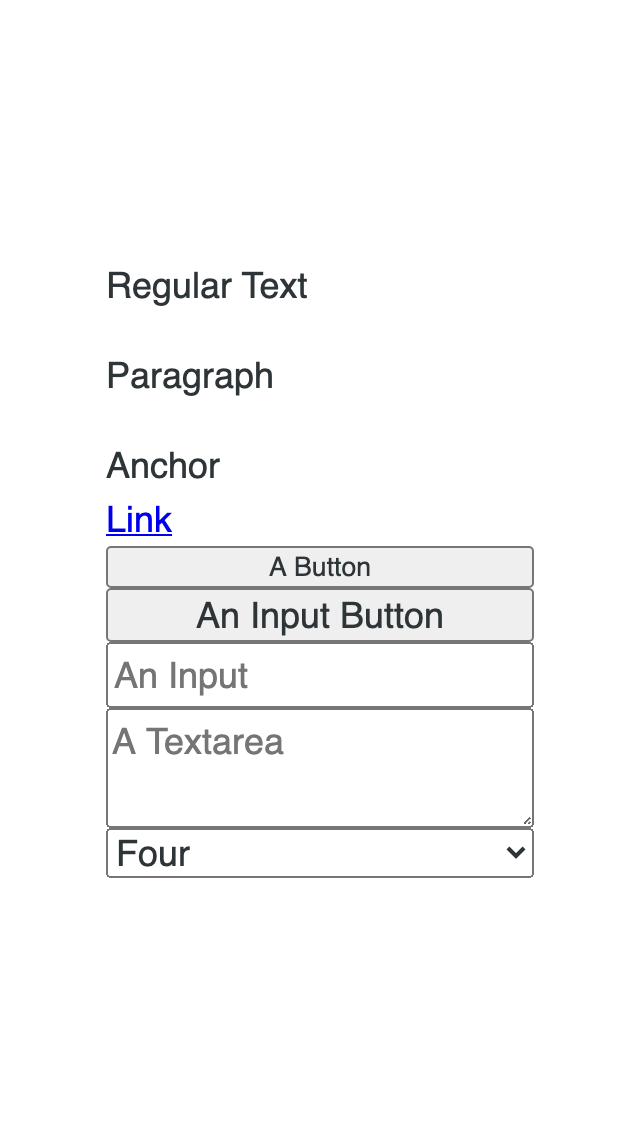 Regular Text
Paragraph
Anchor
Link
A Button
An Input Button
An Input
A Textarea
Four